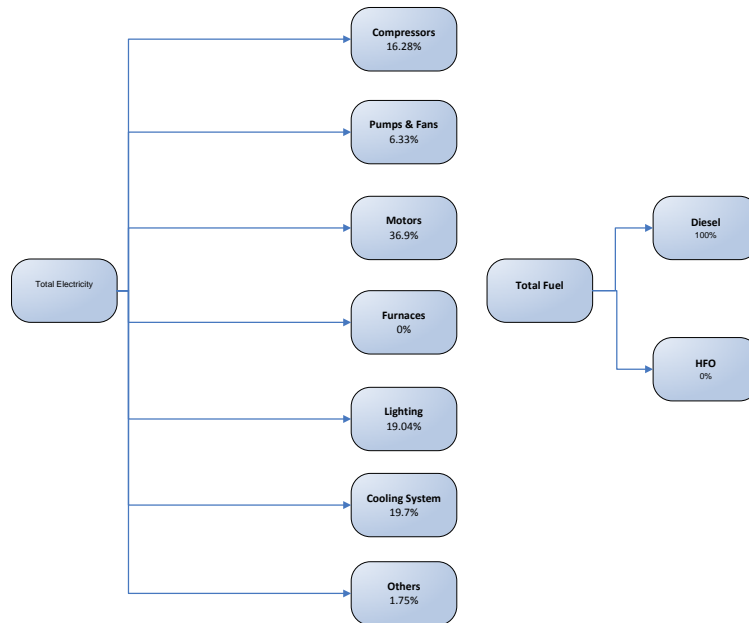 Compressors
16.28%
Pumps & Fans
6.33%
Motors
36.9%
Diesel
100%
Total Electricity
Total Fuel
Furnaces
0%
HFO
0%
Lighting
19.04%
Cooling System
19.7%
Others
1.75%